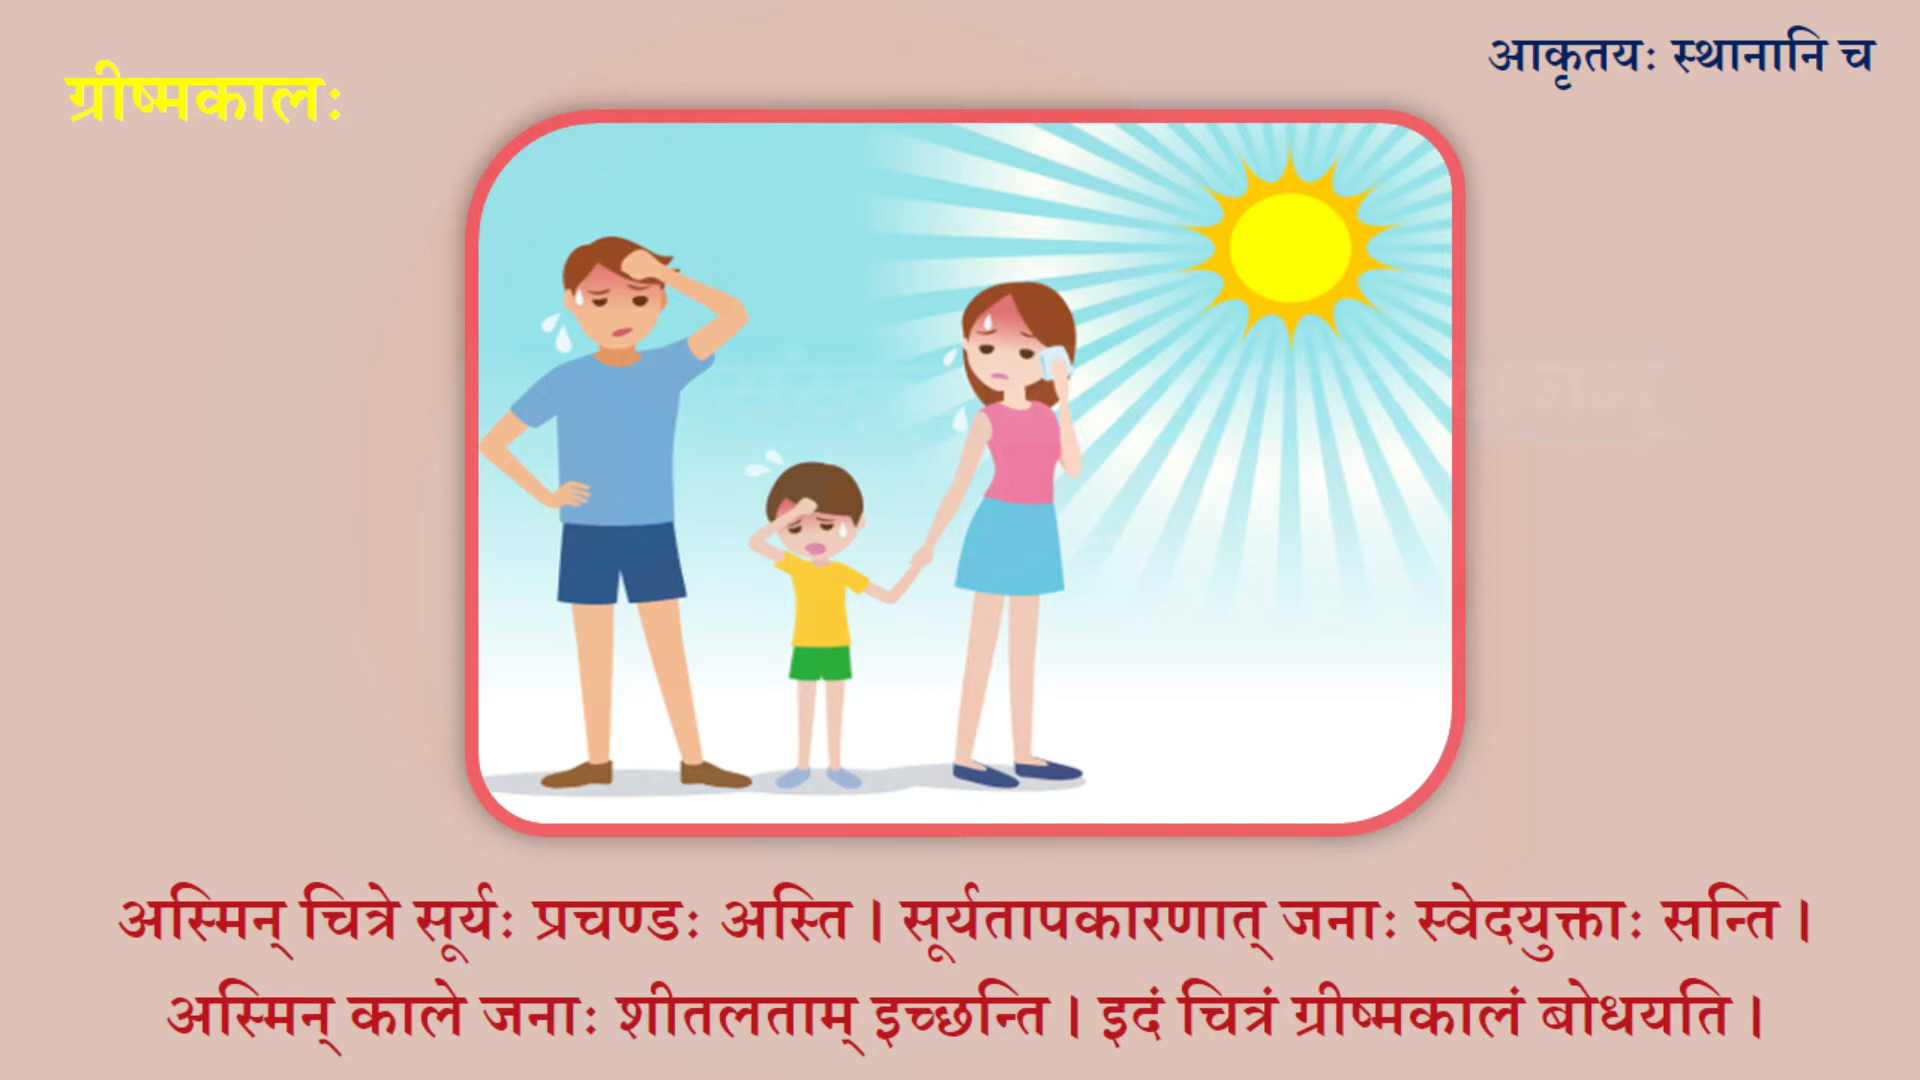 ग्रीष्मकालः
आकृतयः स्थानानि च
अस्मिन् चित्रे सूर्यः प्रचण्डः अस्ति। सूर्यतापकारणात् जनाः स्वेदयुक्ताः सन्ति।
अस्मिन् काले जनाः शीतलताम् इच्छन्ति। इदं चित्रं ग्रीष्मकालं बोधयति।